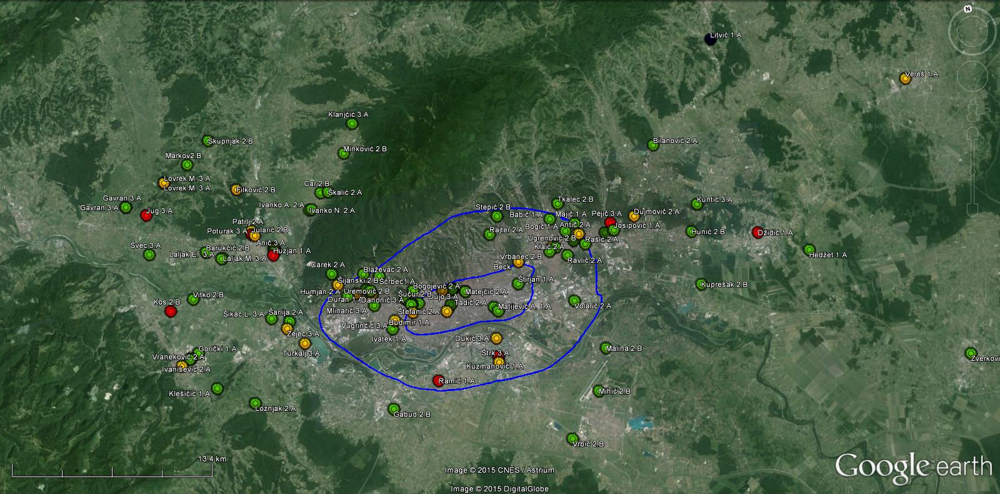 N
Litvić 1.A
Vereš 1.A
Klanjčić 3.A
Skupnjak 2.B
Bilanović 2.A
Minković 2.B
Markov2.B
Lovrek M. 3.A
Lovrek M. 3.A
Car 2.B
Filković 2.B
Škalić 2.A
Gavran 3.A
Tkalec 2.B
Kuntić 3.A
Ivanko A. 2.A
Stepić 2.B
Gavran 3.A
Jug 3.A
Ivanko N. 2.A
Babić 1.A
Majić 1.A
Pejić 3.A
Dujmović 2.A
Patrlj 2.A
Bogić 1.A
Antić 2.A
Josipović 1.A
Poturak 3.A
Jularić 2.B
Rajter 2.A
Hunić 2.B
Džidić 1.A
Ugrenović 2.B
Rašić 2.A
Anić 3.A
Švec 3.A
Barukčić 2.B
Klaić 2.A
Huzjan 1.A
Laljak E. 3.A
Laljak M. 3.A
Hedžet 1.A
Vrbanec 2.B
Ravlić 2.A
Carek 2.A
Beck
Blaževac 2.A
Štirjan 1.A
Šijanski 2.B
Ščrbec1.A
Kuprešak 2.B
Bogojević 2.A
Humjan 2.A
Uremović 2.B
Matejčić 2.A
Vitko 2.B
Šućur 2.B
Dujo 3.A
Duran 1.A
Danonić 3.A
Kos 2.B
Tadić 2.A
Matijević A. 1.A
Volarić 2.A
Mlinarić 3.A
Štefanić 2.A
Šikac L. 3.A
Šarlija 2.A
Budimir 1.A
Vugrinčić 3.A
Zejec 3.A
Ivatek 1.A
Dukić 3.A
Gorički 1.A
Malina 2.B
Turkalj 3.A
Štrk 3.A
Vraneković 2.A
Zverkovi
Kuzmanović 1.A
Ivanišević 2.A
Ramić 1.A
Klešičić 1.A
Mihić 2.B
Ložnjak 2.A
Gabud 2.B
Vrbić 2.B
13.4 km
Image © 2015 CNES / Astrium
Google earth
Image © 2015 DigitalGlobe